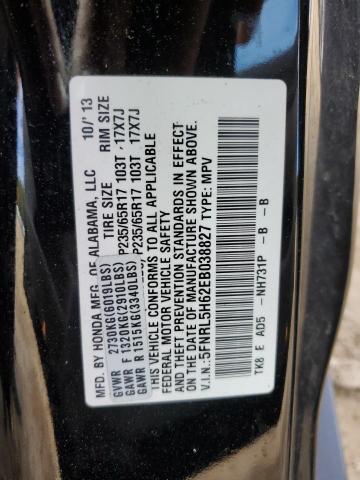 MFD. BY HONDA MFG. OF ALABAMA, LLC 10/'13
GVWR 2730KG(6019LBS) TIRE SIZE RIM SIZE
GAWR F 1320KG(2910LBS) P235/65R17 103T 17X7J
GAWR R 1515KG(3340LBS) P235/65R17 103T 17X7J
THIS VEHICLE CONFORMS TO ALL APPLICABLE
FEDERAL MOTOR VEHICLE SAFETY
AND THEFT PREVENTION STANDARDS IN EFFECT
ON THE DATE OF MANUFACTURE SHOWN ABOVE.
V.I.N.:5FNRL5H62EB038827 TYPE: MPV
TK8 E AD5 -NH731P -B -B